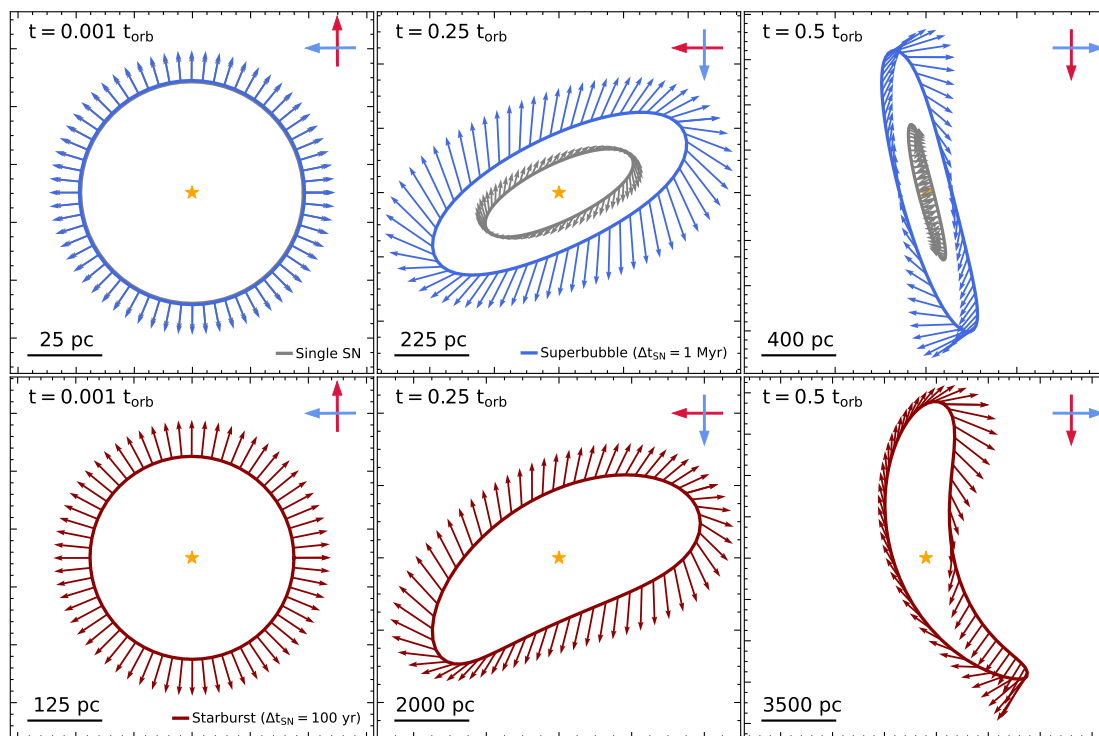 t = 0.001 t_orb
25 pc
Single SN
t = 0.25 t_orb
225 pc
Superbubble (Δt_SN = 1 Myr)
t = 0.5 t_orb
400 pc
t = 0.001 t_orb
125 pc
Starburst (Δt_SN = 100 yr)
t = 0.25 t_orb
2000 pc
t = 0.5 t_orb
3500 pc